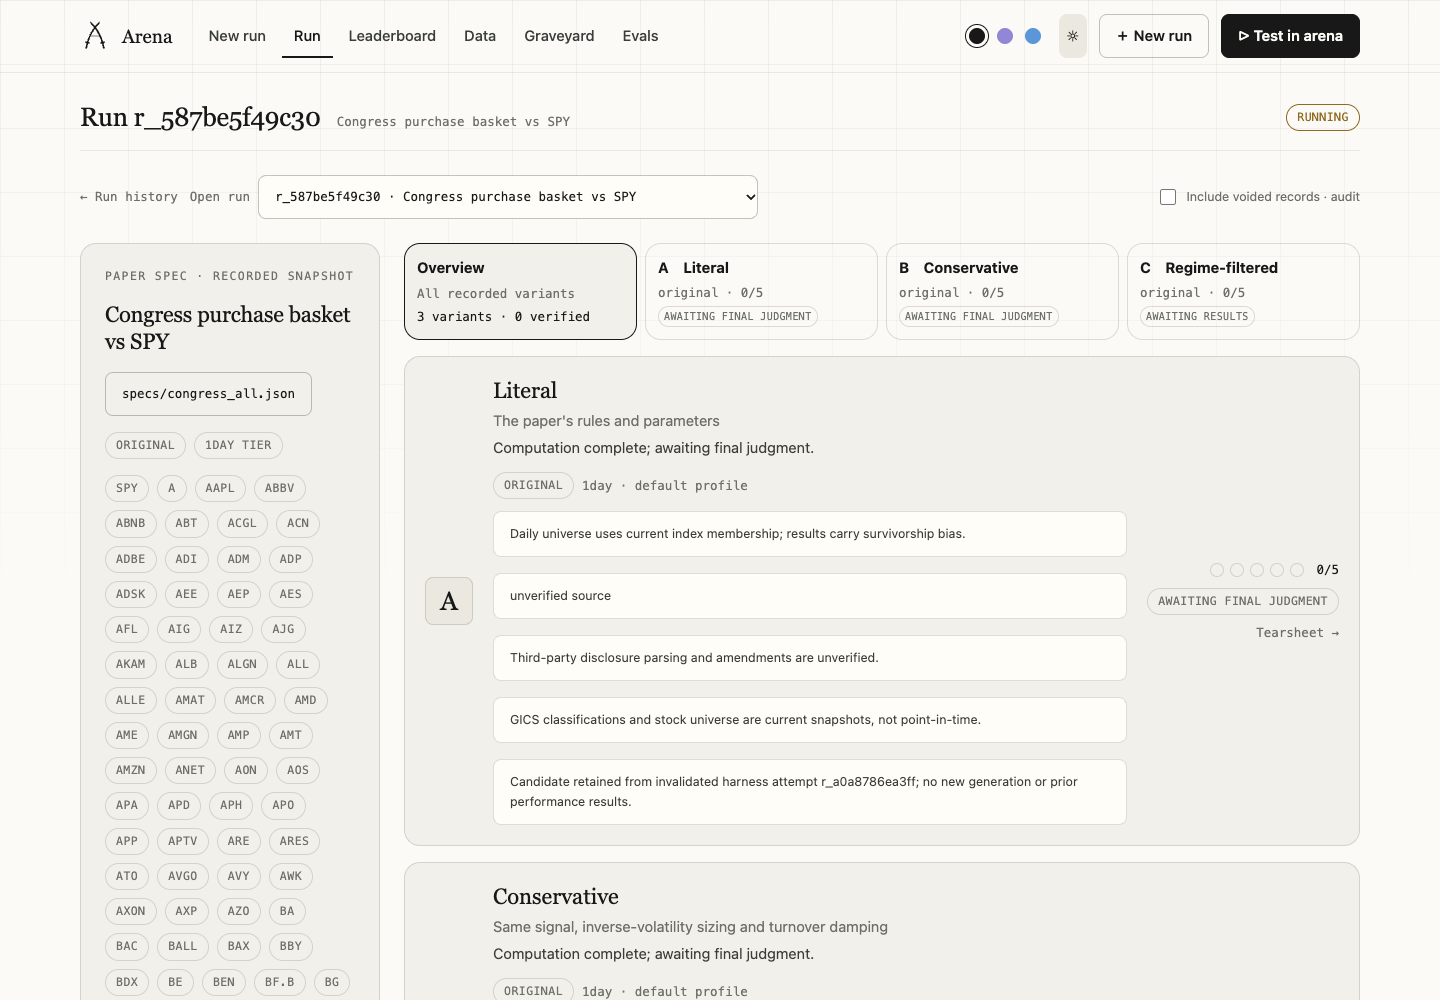 Arena
New run
Run
Leaderboard
Data
Graveyard
Evals
+ New run
Test in arena
Run r_587be5f49c30
Congress purchase basket vs SPY
RUNNING
← Run history
Open run
r_587be5f49c30 · Congress purchase basket vs SPY
Include voided records · audit
PAPER SPEC · RECORDED SNAPSHOT
Congress purchase basket
vs SPY
specs/congress_all.json
ORIGINAL 1DAY TIER
SPY A AAPL ABBV
ABNB ABT ACGL ACN
ADBE ADI ADM ADP
ADSK AEE AEP AES
AFL AIG AIZ AJG
AKAM ALB ALGN ALL
ALLE AMAT AMCR AMD
AME AMGN AMP AMT
AMZN ANET AON AOS
APA APD APH APO
APP APTV ARE ARES
ATO AVGO AVY AWK
AXON AXP AZO BA
BAC BALL BAX BBY
BDX BE BEN BF.B BG
Overview
All recorded variants
3 variants · 0 verified
A Literal
original · 0/5
AWAITING FINAL JUDGMENT
B Conservative
original · 0/5
AWAITING FINAL JUDGMENT
C Regime-filtered
original · 0/5
AWAITING RESULTS
A
Literal
The paper's rules and parameters
Computation complete; awaiting final judgment.
ORIGINAL 1day · default profile
Daily universe uses current index membership; results carry survivorship bias.
unverified source
Third-party disclosure parsing and amendments are unverified.
GICS classifications and stock universe are current snapshots, not point-in-time.
Candidate retained from invalidated harness attempt r_a0a8786ea3ff; no new generation or prior
performance results.
0/5
AWAITING FINAL JUDGMENT
Tearsheet →
Conservative
Same signal, inverse-volatility sizing and turnover damping
Computation complete; awaiting final judgment.
ORIGINAL 1day · default profile